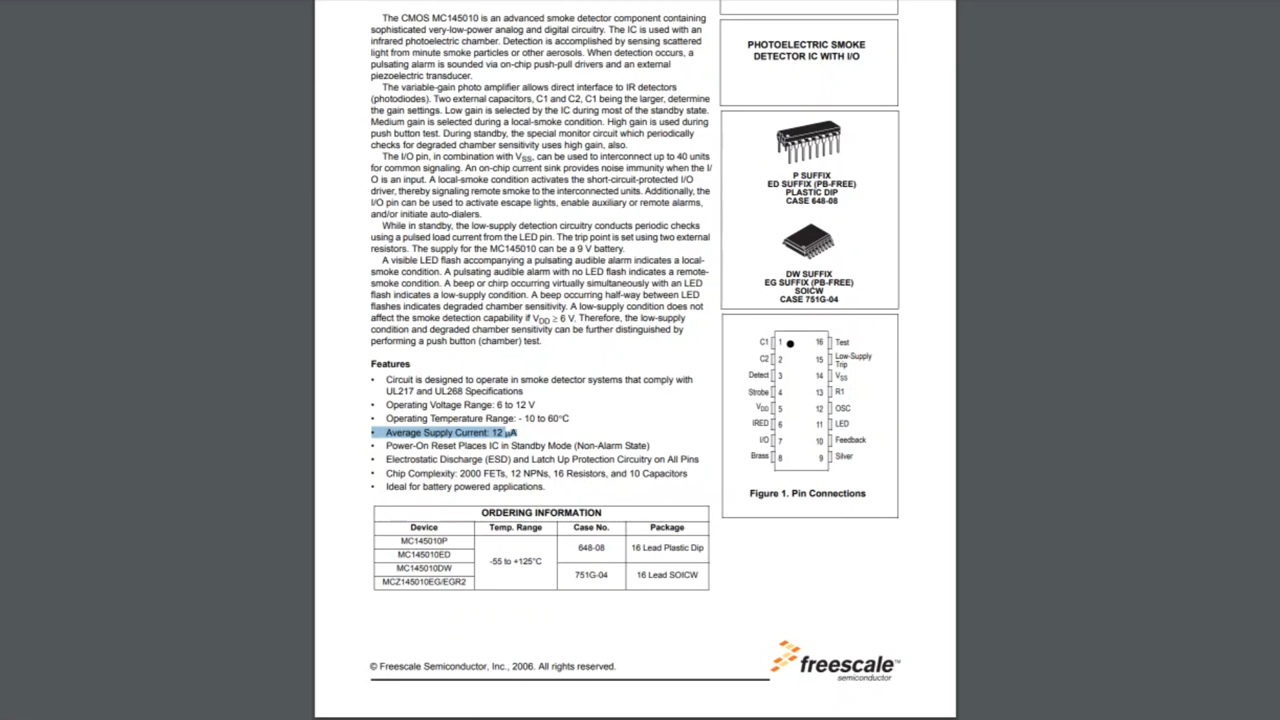 The CMOS MC145010 is an advanced smoke detector component containing
sophisticated very-low-power analog and digital circuitry. The IC is used with an
infrared photoelectric chamber. Detection is accomplished by sensing scattered
light from minute smoke particles or other aerosols. When detection occurs, a
pulsating alarm is sounded via on-chip push-pull drivers and an external
piezoelectric transducer.
The variable-gain photo amplifier allows direct interface to IR detectors
(photodiodes). Two external capacitors, C1 and C2, C1 being the larger, determine
the gain settings. Low gain is selected by the IC during most of the standby state.
Medium gain is selected during a local-smoke condition. High gain is used during
push button test. During standby, the special monitor circuit which periodically
checks for degraded chamber sensitivity uses high gain, also.
The I/O pin, in combination with VSS, can be used to interconnect up to 40 units
for common signaling. An on-chip current sink provides noise immunity when the I/
O is an input. A local-smoke condition activates the short-circuit-protected I/O
driver, thereby signaling remote smoke to the interconnected units. Additionally, the
I/O pin can be used to activate escape lights, enable auxiliary or remote alarms,
and/or initiate auto-dialers.
While in standby, the low-supply detection circuitry conducts periodic checks
using a pulsed load current from the LED pin. The trip point is set using two external
resistors. The supply for the MC145010 can be a 9 V battery.
A visible LED flash accompanying a pulsating audible alarm indicates a local-
smoke condition. A pulsating audible alarm with no LED flash indicates a remote-
smoke condition. A beep or chirp occurring virtually simultaneously with an LED
flash indicates a low-supply condition. A beep occurring half-way between LED
flashes indicates degraded chamber sensitivity. A low-supply condition does not
affect the smoke detection capability if VDD ≥ 6 V. Therefore, the low-supply
condition and degraded chamber sensitivity can be further distinguished by
performing a push button (chamber) test.
Features
• Circuit is designed to operate in smoke detector systems that comply with
UL217 and UL268 Specifications
• Operating Voltage Range: 6 to 12 V
• Operating Temperature Range: - 10 to 60°C
• Average Supply Current: 12 µA
• Power-On Reset Places IC in Standby Mode (Non-Alarm State)
• Electrostatic Discharge (ESD) and Latch Up Protection Circuitry on All Pins
• Chip Complexity: 2000 FETs, 12 NPNs, 16 Resistors, and 10 Capacitors
• Ideal for battery powered applications.
ORDERING INFORMATION
Device Temp. Range Case No. Package
MC145010P
MC145010ED
MC145010DW
MCZ145010EG/EGR2
-55 to +125°C
648-08 16 Lead Plastic Dip
751G-04 16 Lead SOICW
PHOTOELECTRIC SMOKE
DETECTOR IC WITH I/O
P SUFFIX
ED SUFFIX (PB-FREE)
PLASTIC DIP
CASE 648-08
DW SUFFIX
EG SUFFIX (PB-FREE)
SOICW
CASE 751G-04
C1 1 16 Test
C2 2 15 Low-Supply Trip
Detect 3 14 VSS
Strobe 4 13 R1
VDD 5 12 OSC
IRED 6 11 LED
I/O 7 10 Feedback
Brass 8 9 Silver
Figure 1. Pin Connections
© Freescale Semiconductor, Inc., 2006. All rights reserved.
freescale™
semiconductor